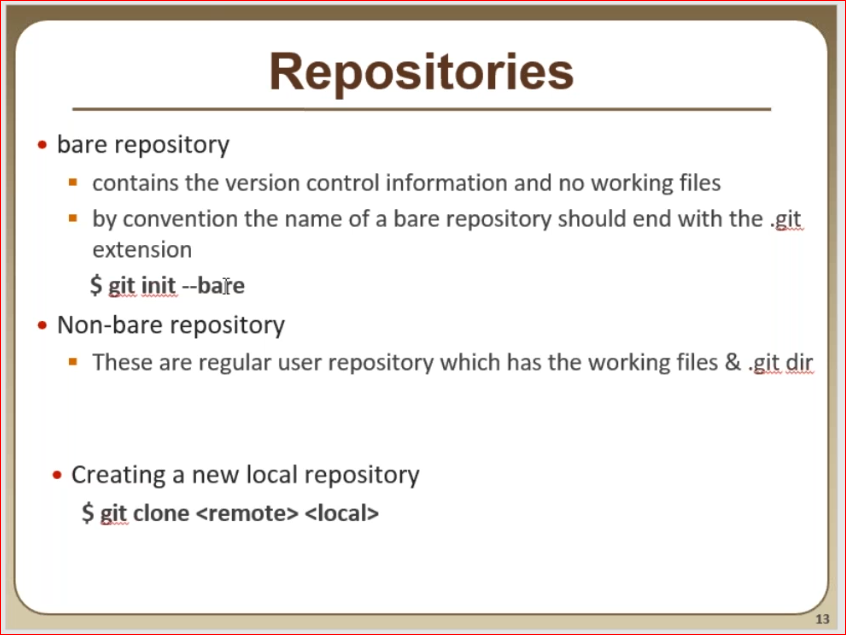 Repositories
bare repository
contains the version control information and no working files
by convention the name of a bare repository should end with the .git
extension
$ git init --bare
Non-bare repository
These are regular user repository which has the working files & .git dir
Creating a new local repository
$ git clone <remote> <local>
13